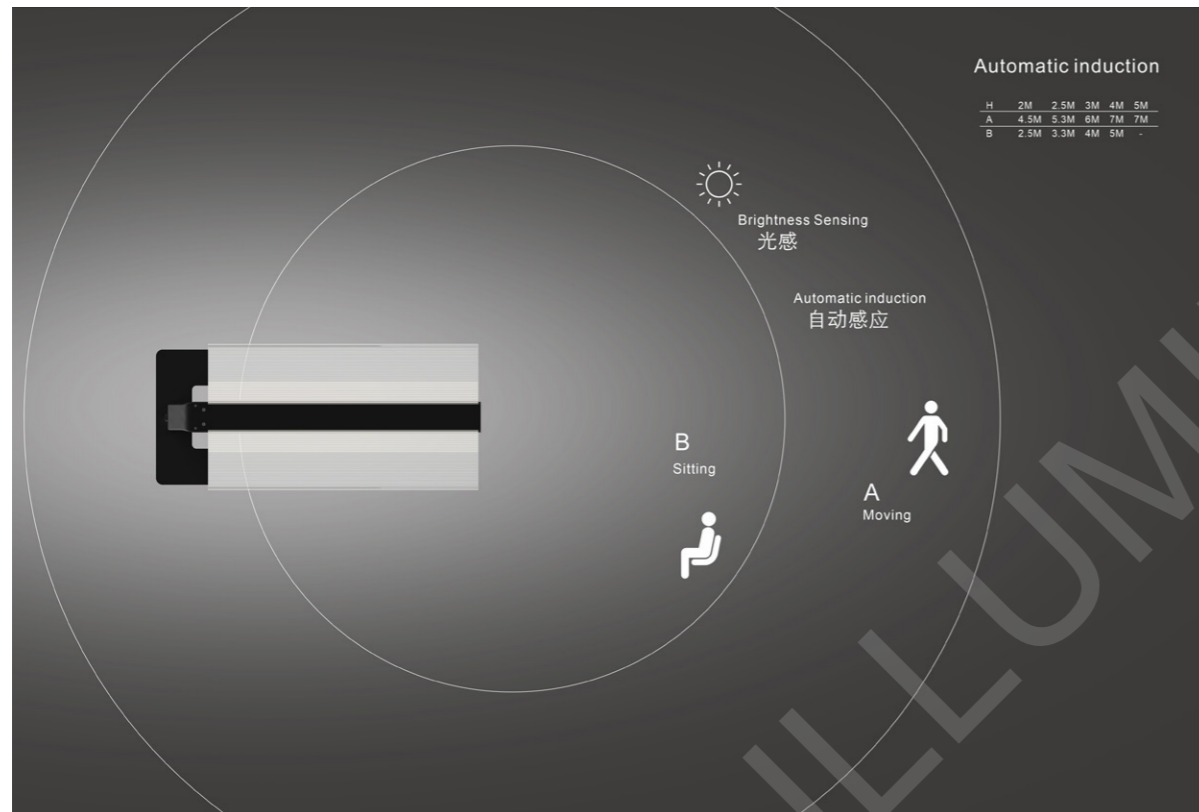 Automatic induction
H 2M 2.5M 3M 4M 5M
A 4.5M 5.3M 6M 7M 7M
B 2.5M 3.3M 4M 5M -
Brightness Sensing
光感
Automatic induction
自动感应
B
Sitting
A
Moving
ILLUMI